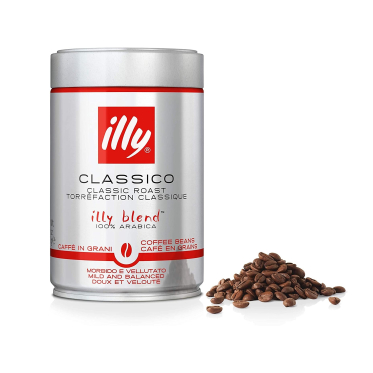 illy®
CLASSICO
CLASSIC ROAST
TORRÉFACTION CLASSIQUE
illy blend™
100% ARABICA
CAFFÈ IN GRANI
COFFEE BEANS
CAFÉ EN GRAINS
MORBIDO E VELLUTATO
MILD AND BALANCED
DOUX ET VELOUTÉ